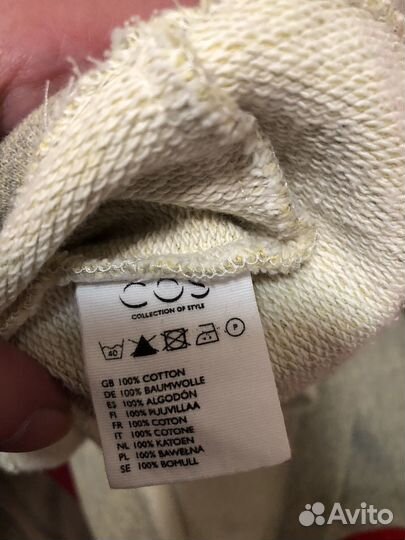 COS
COLLECTION OF STYLE
40 P
GB 100% COTTON
DE 100% BAUMWOLLE
ES 100% ALGODÓN
FI 100% PUUVILLAA
FR 100% COTON
IT 100% COTONE
NL 100% KATOEN
PL 100% BAWEŁNA
SE 100% BOMULL
Avito